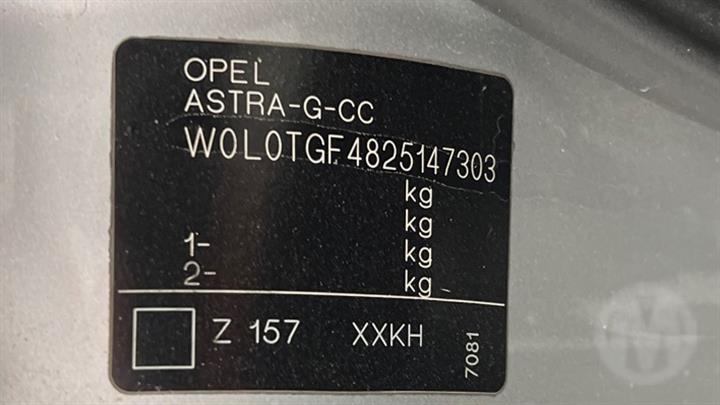 OPEL
ASTRA-G-CC
W0L0TGF4825147303
kg
kg
1- kg
2- kg
Z 157 XXKH
7081
M